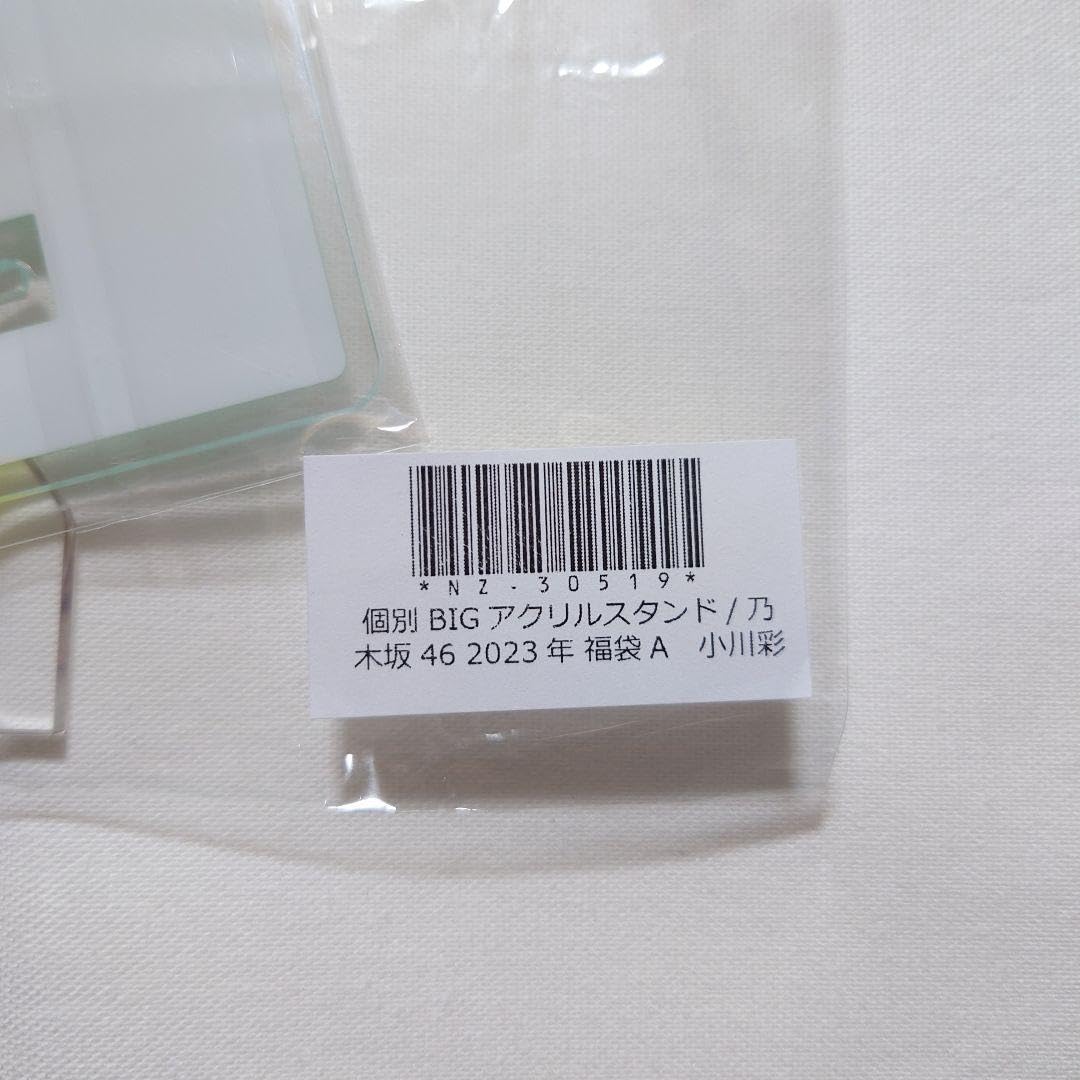 *NZ-30519*
個別 BIG アクリルスタンド / 乃
木坂 46 2023 年 福袋 A　小川彩